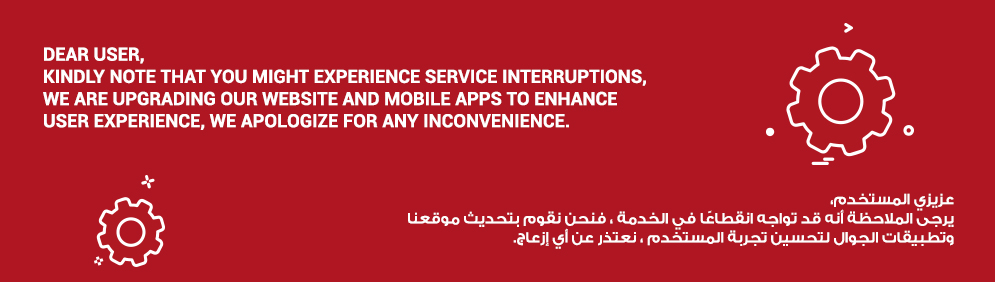 DEAR USER,
KINDLY NOTE THAT YOU MIGHT EXPERIENCE SERVICE INTERRUPTIONS,
WE ARE UPGRADING OUR WEBSITE AND MOBILE APPS TO ENHANCE
USER EXPERIENCE, WE APOLOGIZE FOR ANY INCONVENIENCE.
عزيزي المستخدم،
يرجى الملاحظة أنه قد تواجه انقطاعًا في الخدمة ، فنحن نقوم بتحديث موقعنا
وتطبيقات الجوال لتحسين تجربة المستخدم ، نعتذر عن أي إزعاج.